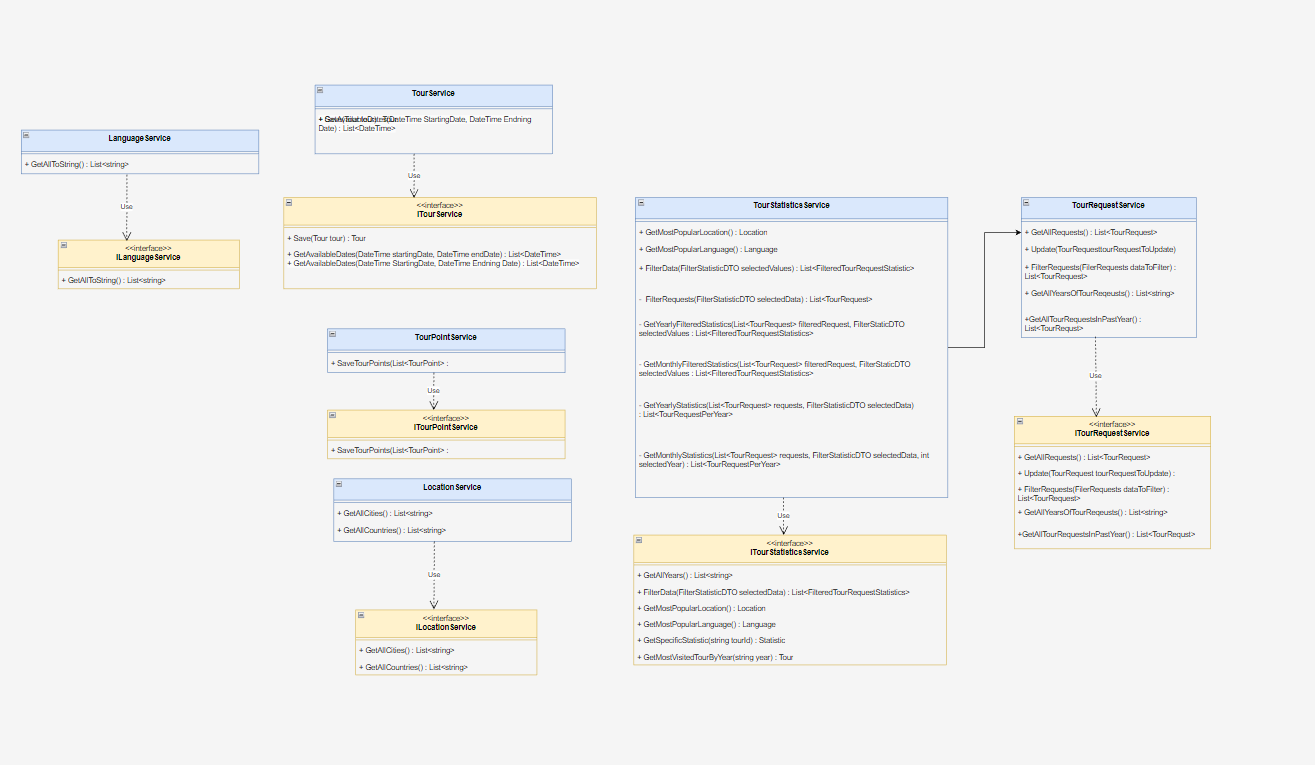 Language Service
+ GetAllToString() : List<string>
Use
<<interface>>
ILanguage Service
+ GetAllToString() : List<string>
Tour Service
DateTime StartingDate, DateTime Endning
Date) : List<DateTime>
Use
<<interface>>
ITour Service
+ Save(Tour tour) : Tour
+ GetAvailableDates(DateTime startingDate, DateTime endDate) : List<DateTime>
+ GetAvailableDates(DateTime StartingDate, DateTime Endning Date) : List<DateTime>
TourPoint Service
+ SaveTourPoints(List<TourPoint> :
Use
<<interface>>
ITourPoint Service
+ SaveTourPoints(List<TourPoint> :
Location Service
+ GetAllCities() : List<string>
+ GetAllCountries() : List<string>
Use
<<interface>>
ILocation Service
+ GetAllCities() : List<string>
+ GetAllCountries() : List<string>
Tour Statistics Service
+ GetMostPopularLocation() : Location
+ GetMostPopularLanguage() : Language
+ FilterData(FilterStatisticDTO selectedValues) : List<FilteredTourRequestStatistic>
- FilterRequests(FilterStatisticDTO selectedData) : List<TourRequest>
- GetYearlyFilteredStatistics(List<TourRequest> filteredRequest, FilterStaticDTO
selectedValues : List<FilteredTourRequestStatistics>
- GetMonthlyFilteredStatistics(List<TourRequest> filteredRequest, FilterStaticDTO
selectedValues : List<FilteredTourRequestStatistics>
- GetYearlyStatistics(List<TourRequest> requests, FilterStatisticDTO selectedData)
: List<TourRequestPerYear>
- GetMonthlyStatistics(List<TourRequest> requests, FilterStatisticDTO selectedData, int
selectedYear) : List<TourRequestPerYear>
Use
<<interface>>
ITour Statistics Service
+ GetAllYears() : List<string>
+ FilterData(FilterStatisticDTO selectedData) : List<FilteredTourRequestStatistics>
+ GetMostPopularLocation() : Location
+ GetMostPopularLanguage() : Language
+ GetSpecificStatistic(string tourId) : Statistic
+ GetMostVisitedTourByYear(string year) : Tour
TourRequest Service
+ GetAllRequests() : List<TourRequest>
+ Update(TourRequesttourRequestToUpdate)
+ FilterRequests(FilerRequests dataToFilter) :
List<TourRequest>
+ GetAllYearsOfTourReqeusts() : List<string>
+GetAllTourRequestsInPastYear() :
List<TourRequst>
Use
<<interface>>
ITourRequest Service
+ GetAllRequests() : List<TourRequest>
+ Update(TourRequest tourRequestToUpdate) :
+ FilterRequests(FilerRequests dataToFilter) :
List<TourRequest>
+ GetAllYearsOfTourReqeusts() : List<string>
+GetAllTourRequestsInPastYear() : List<TourRequst>